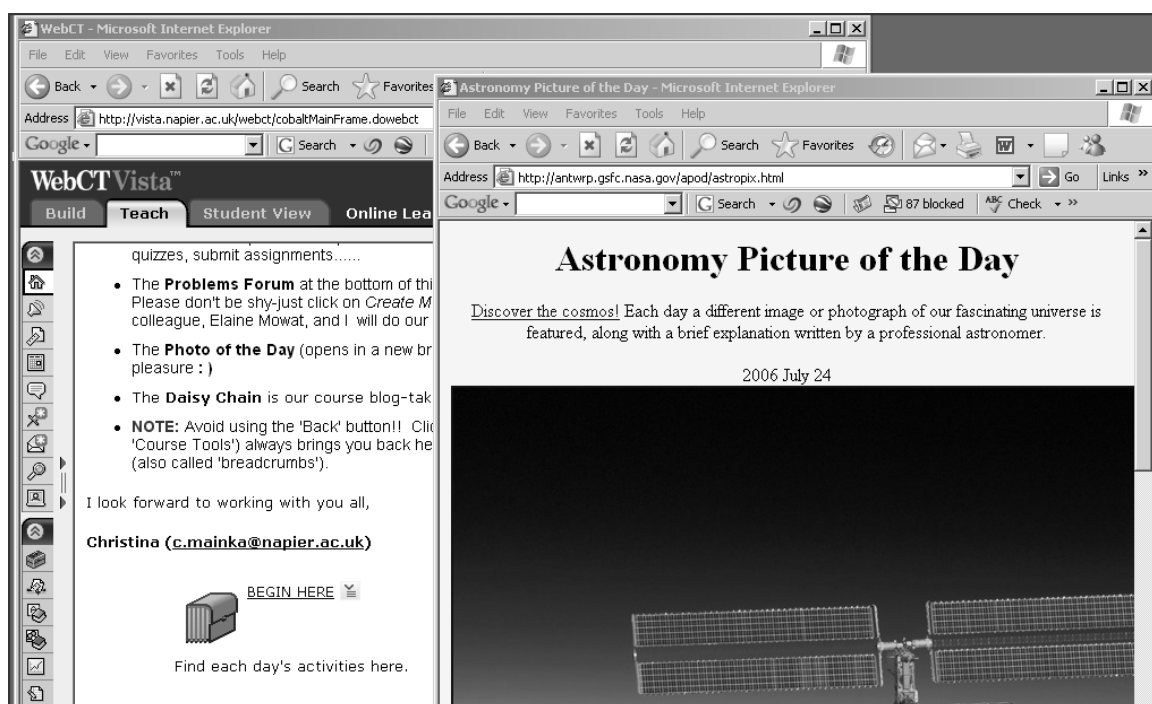 WebCT - Microsoft Internet Explorer
File Edit View Favorites Tools Help
Back Search Favorites
Address http://vista.napier.ac.uk/webct/cobaltMainFrame.dowebct
Google Search
WebCT Vista™
Build Teach Student View Online Lea
quizzes, submit assignments......
• The Problems Forum at the bottom of thi
Please don't be shy-just click on Create M
colleague, Elaine Mowat, and I will do our
• The Photo of the Day (opens in a new br
pleasure : )
• The Daisy Chain is our course blog-tak
• NOTE: Avoid using the 'Back' button!! Clic
'Course Tools') always brings you back he
(also called 'breadcrumbs').
I look forward to working with you all,
Christina (c.mainka@napier.ac.uk)
BEGIN HERE
Find each day's activities here.
Astronomy Picture of the Day - Microsoft Internet Explorer
File Edit View Favorites Tools Help
Back Search Favorites
Address http://antwrp.gsfc.nasa.gov/apod/astropix.html Go Links »
Google Search 87 blocked ABC Check »
Astronomy Picture of the Day
Discover the cosmos! Each day a different image or photograph of our fascinating universe is
featured, along with a brief explanation written by a professional astronomer.
2006 July 24